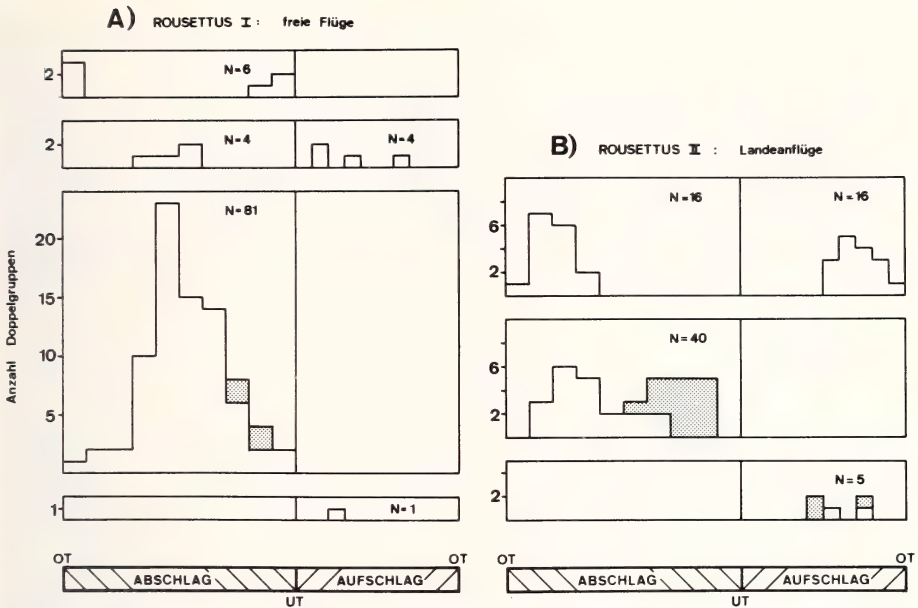 A) ROUSETTUS I : freie Flüge
2
N=6
2
N=4
N=4
Anzahl Doppelgruppen
20
15
10
5
N=81
1
N=1
OT
OT
ABSCHLAG
AUFSCHLAG
UT
B) ROUSETTUS II : Landeanflüge
6
2
N=16
N=16
6
2
N=40
2
N=5
OT
OT
ABSCHLAG
AUFSCHLAG
UT